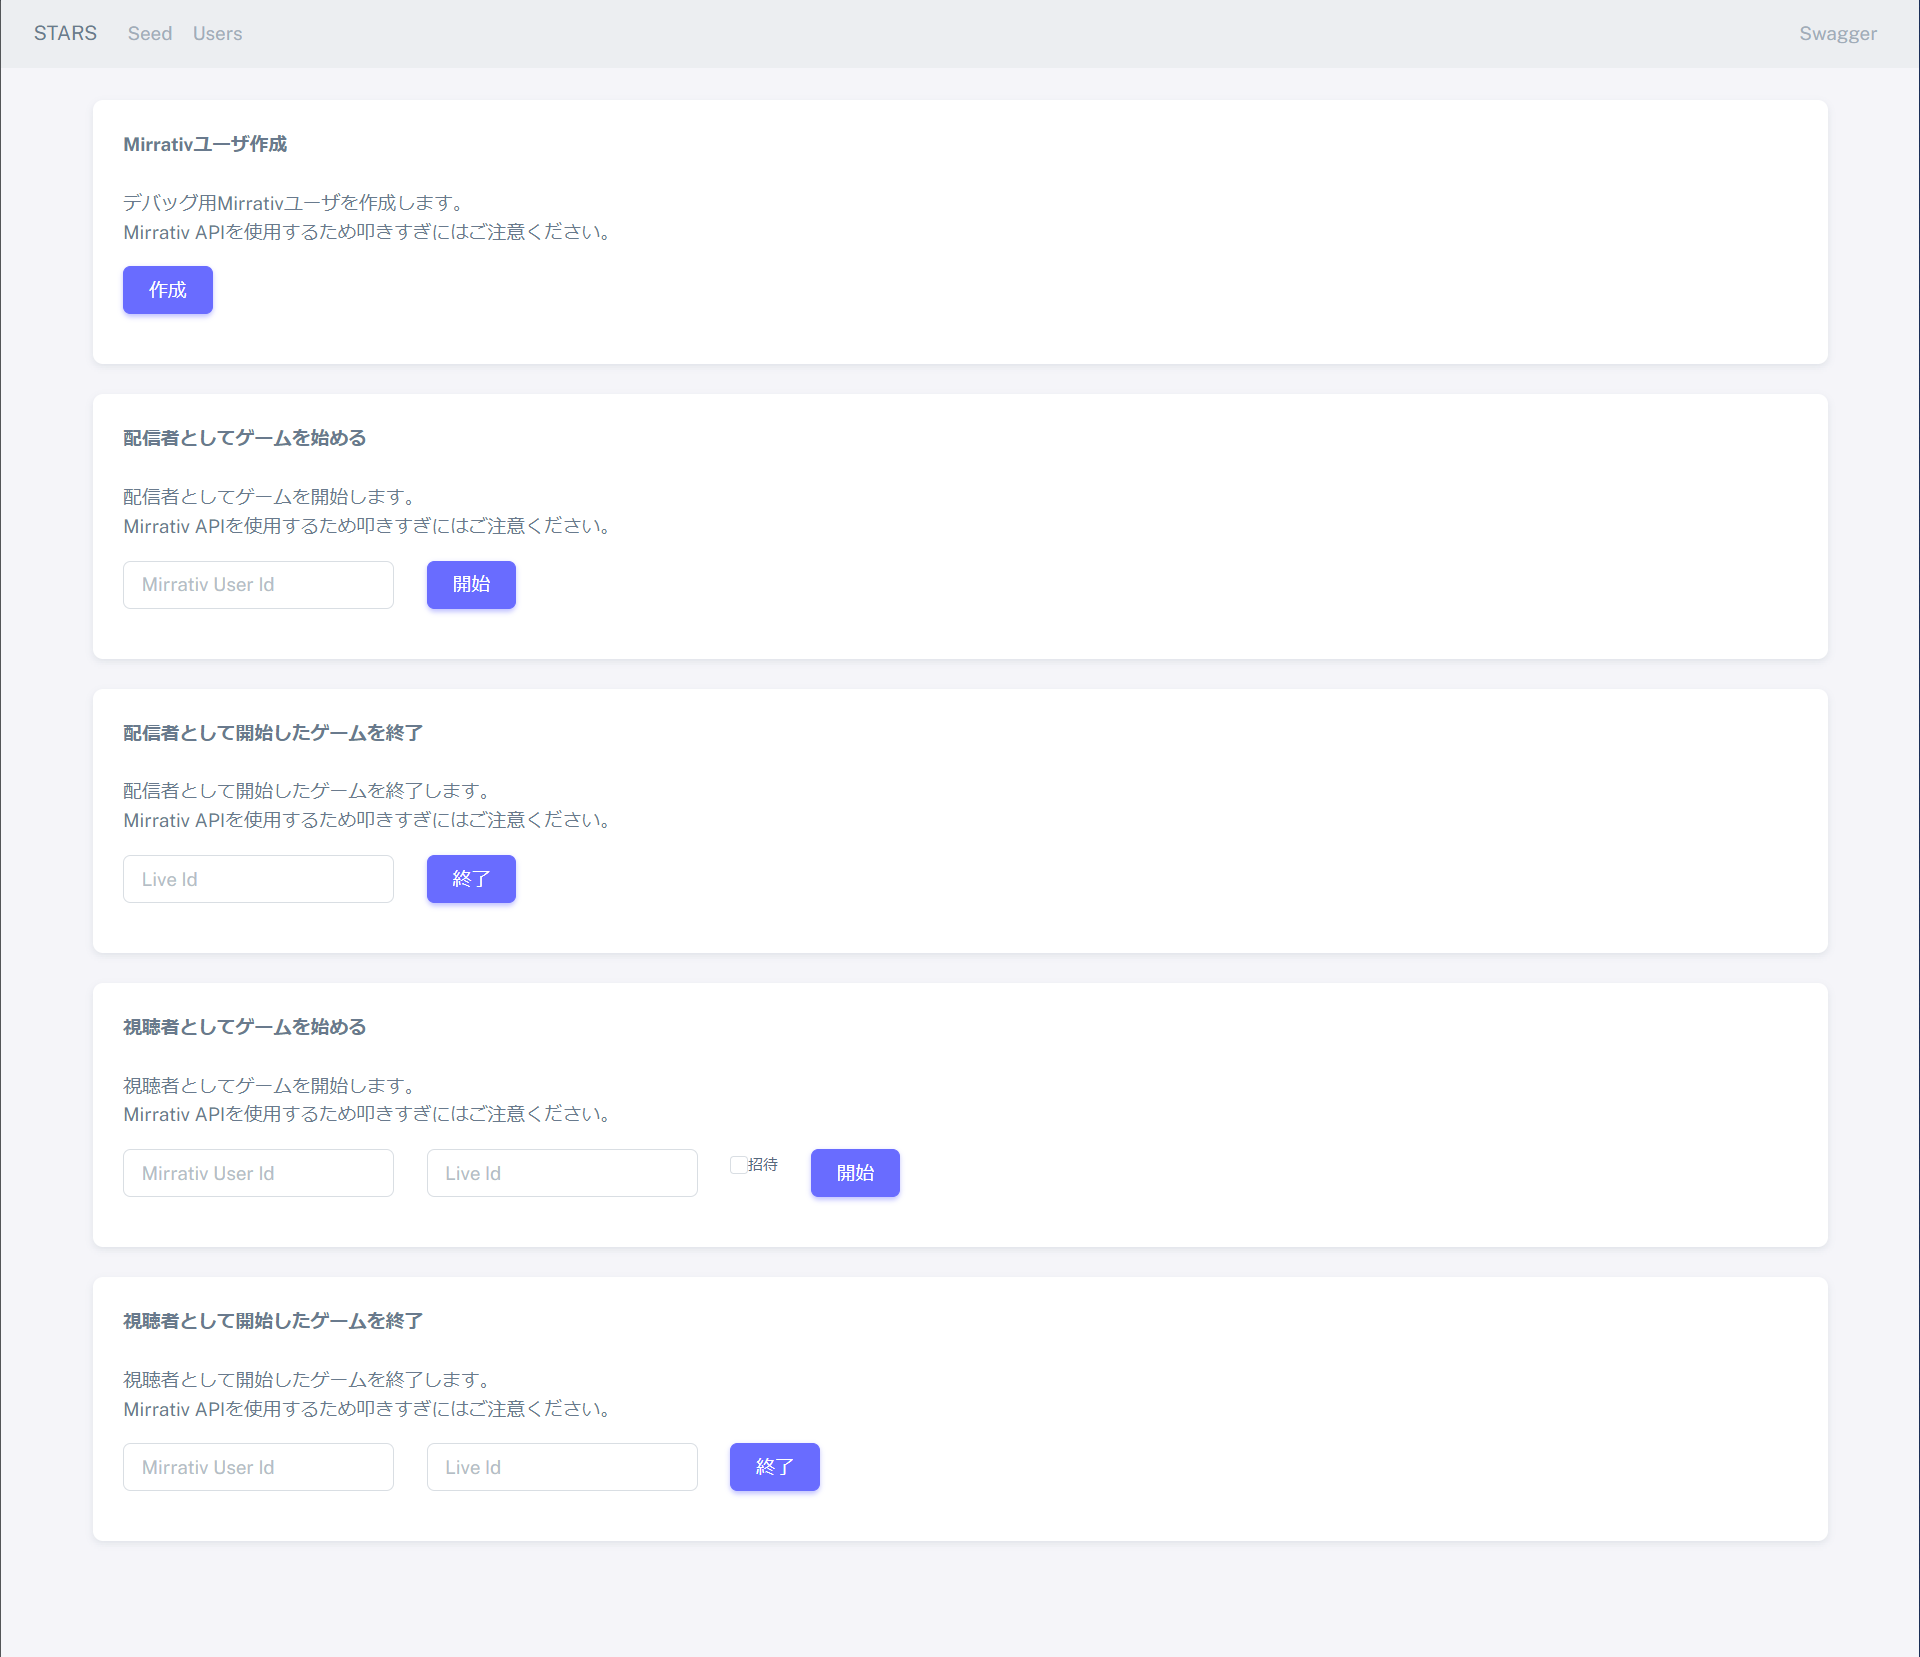 STARS Seed Users Swagger
Mirrativユーザ作成
デバッグ用Mirrativユーザを作成します。
Mirrativ APIを使用するため叩きすぎにはご注意ください。
作成
配信者としてゲームを始める
配信者としてゲームを開始します。
Mirrativ APIを使用するため叩きすぎにはご注意ください。
Mirrativ User Id 開始
配信者として開始したゲームを終了
配信者として開始したゲームを終了します。
Mirrativ APIを使用するため叩きすぎにはご注意ください。
Live Id 終了
視聴者としてゲームを始める
視聴者としてゲームを開始します。
Mirrativ APIを使用するため叩きすぎにはご注意ください。
Mirrativ User Id Live Id 招待 開始
視聴者として開始したゲームを終了
視聴者として開始したゲームを終了します。
Mirrativ APIを使用するため叩きすぎにはご注意ください。
Mirrativ User Id Live Id 終了